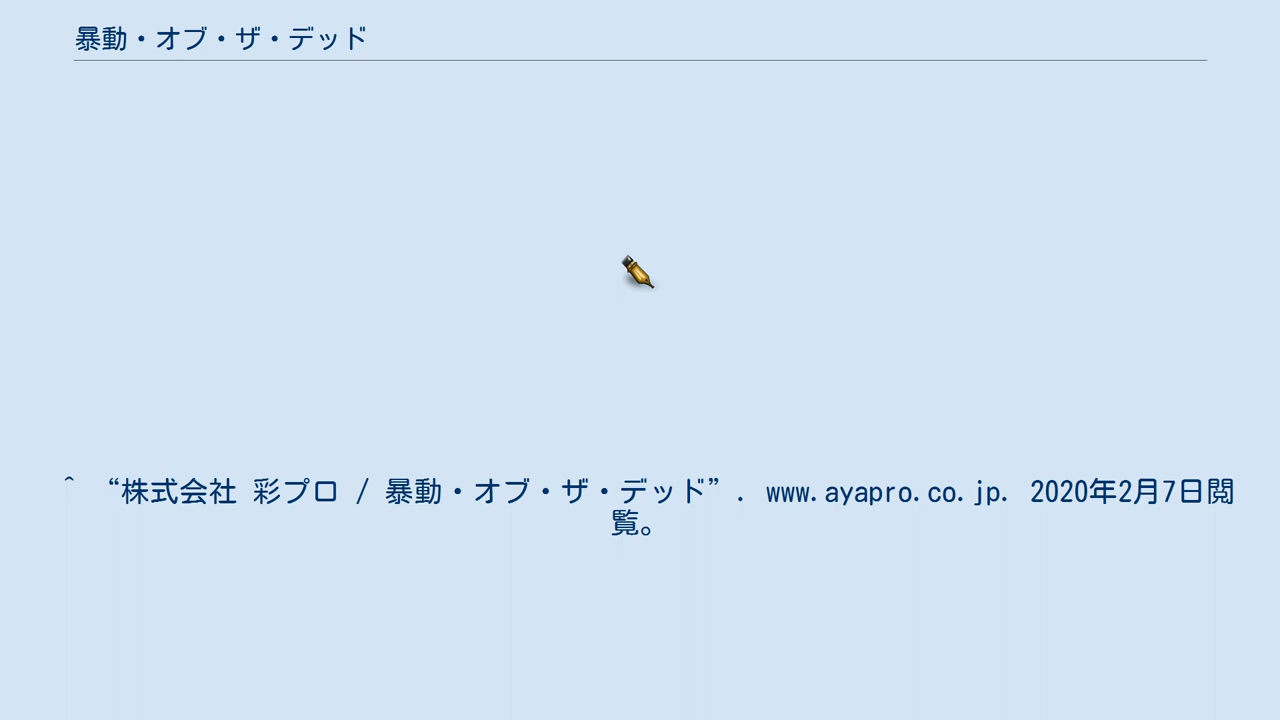 暴動・オブ・ザ・デッド
^ “株式会社 彩プロ / 暴動・オブ・ザ・デッド”. www.ayapro.co.jp. 2020年2月7日閲
覧。